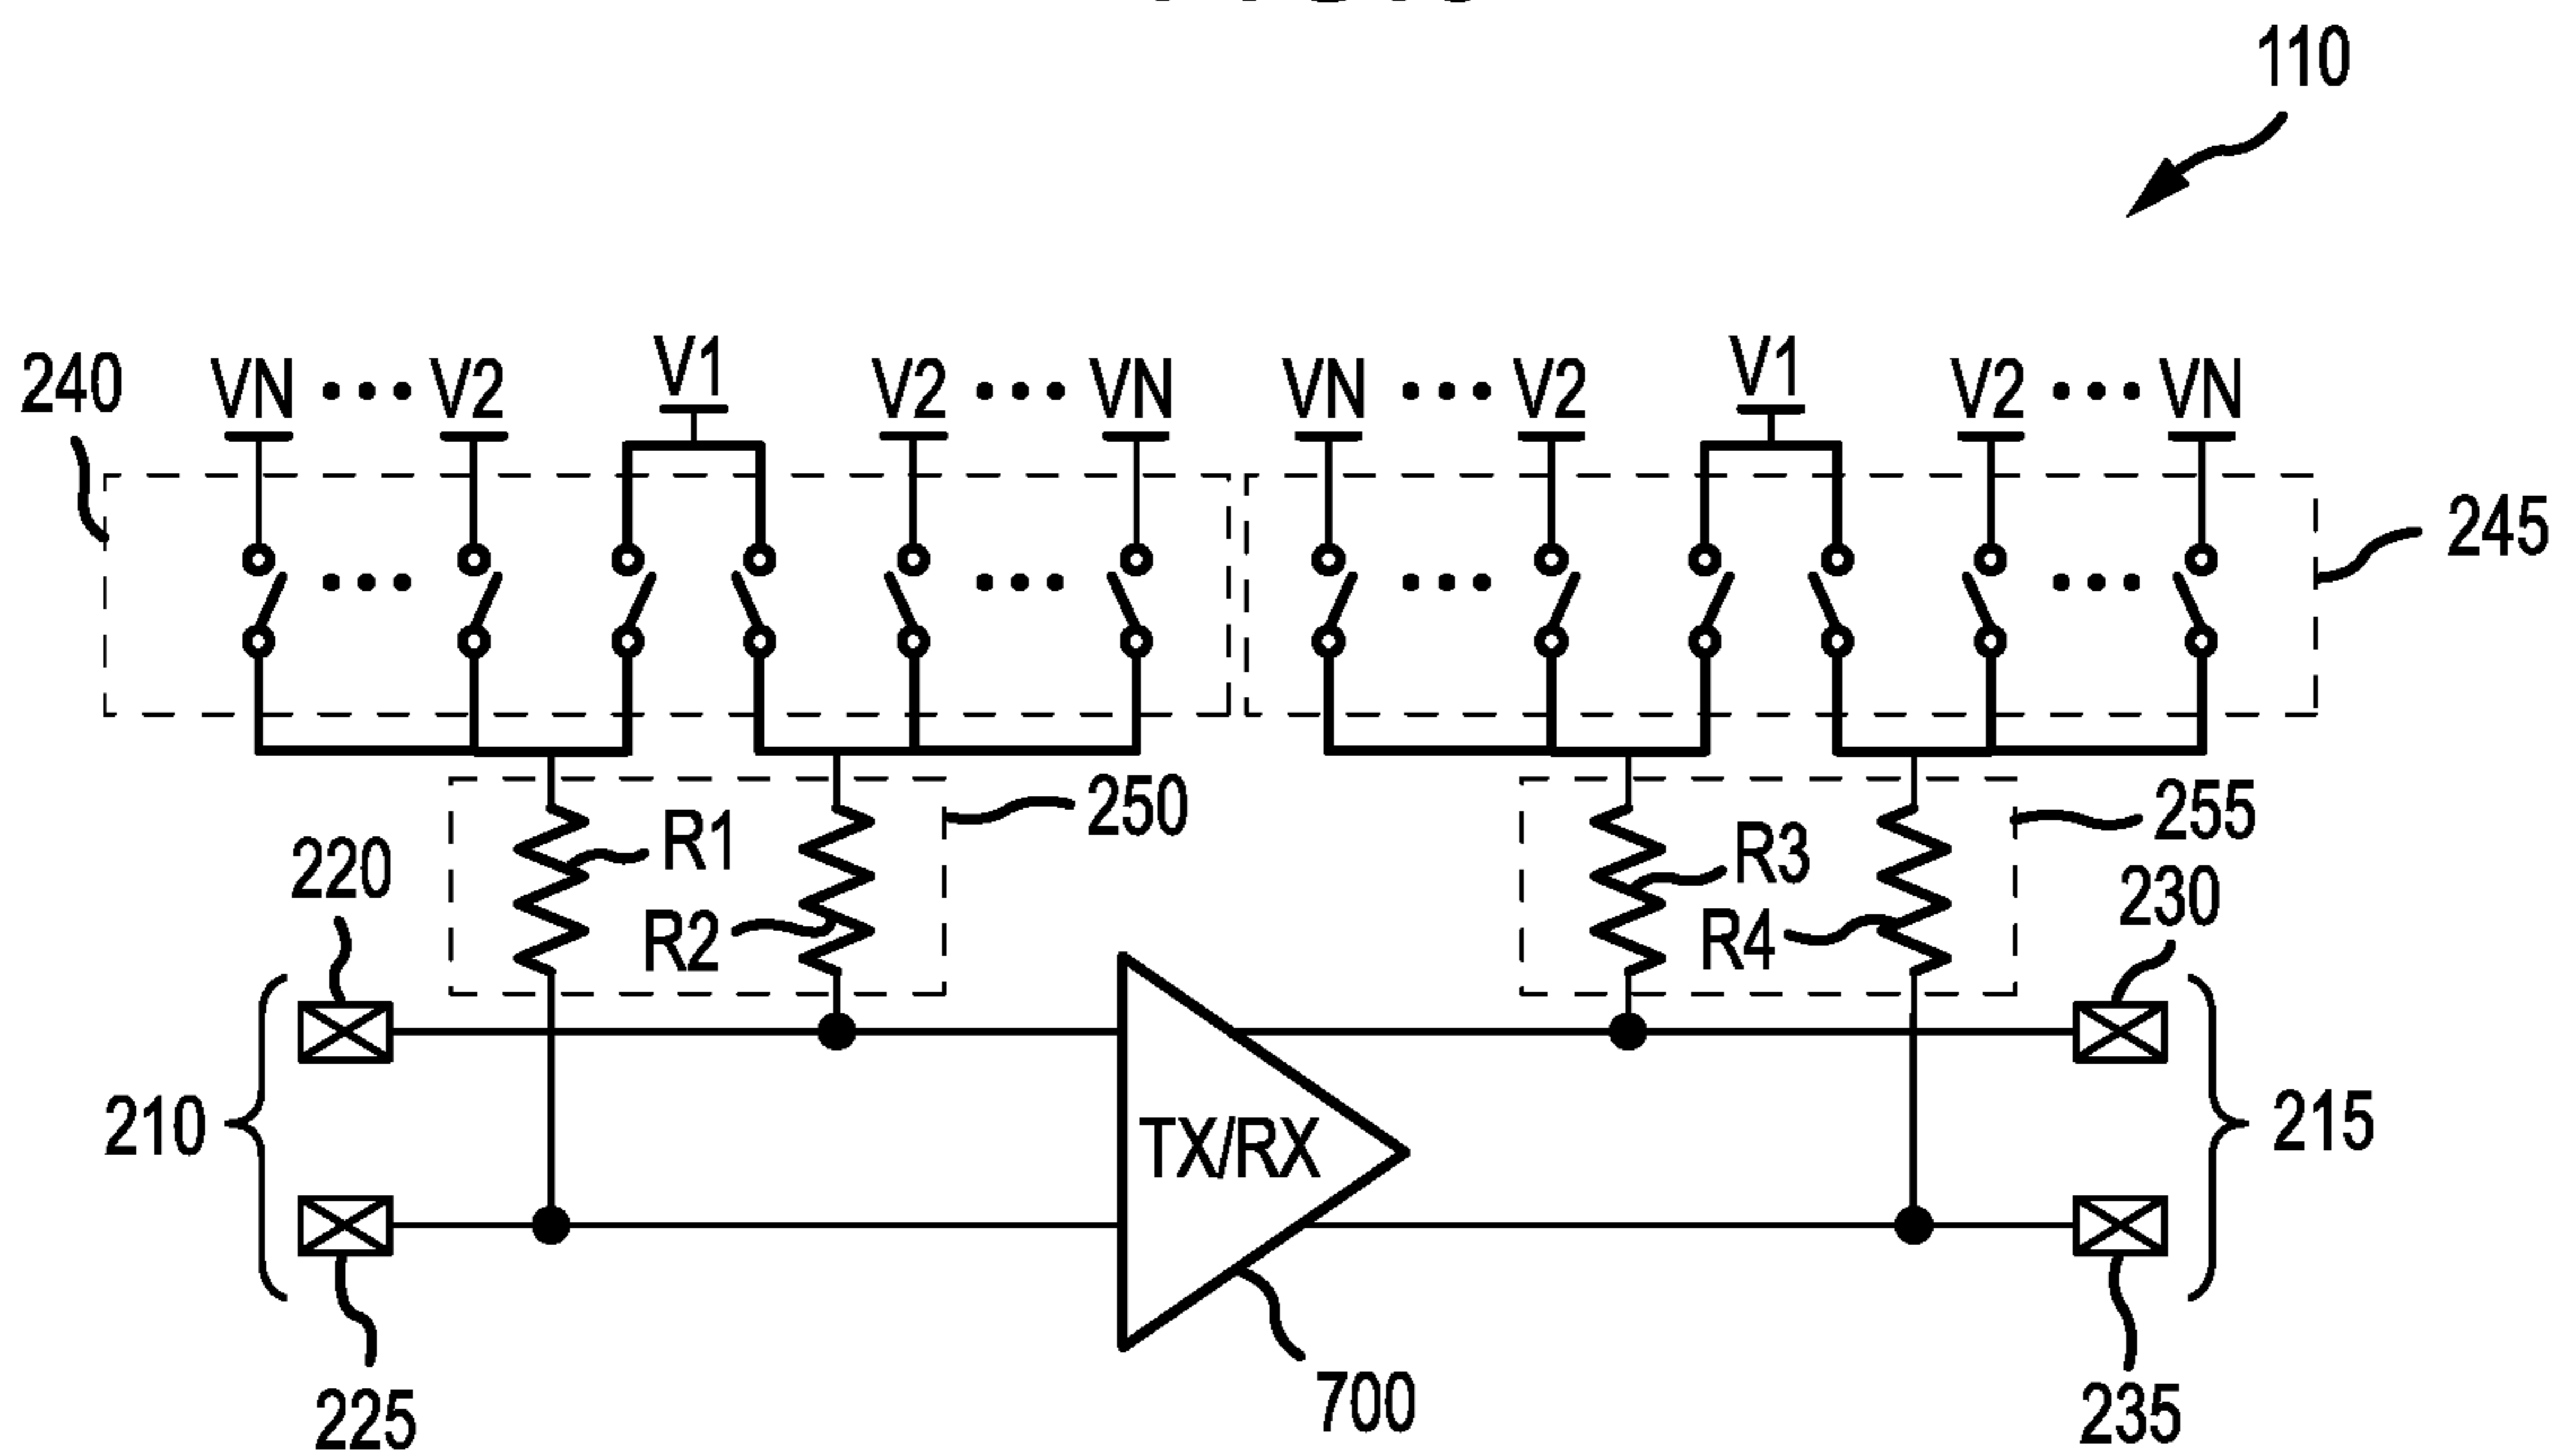 110
240 VN ••• V2 V1 V2 ••• VN VN ••• V2 V1 V2 ••• VN
••• ••• ••• ••• 245
250 255
220 R1 R3 230
R2 R4
210 TX/RX 215
225 700 235